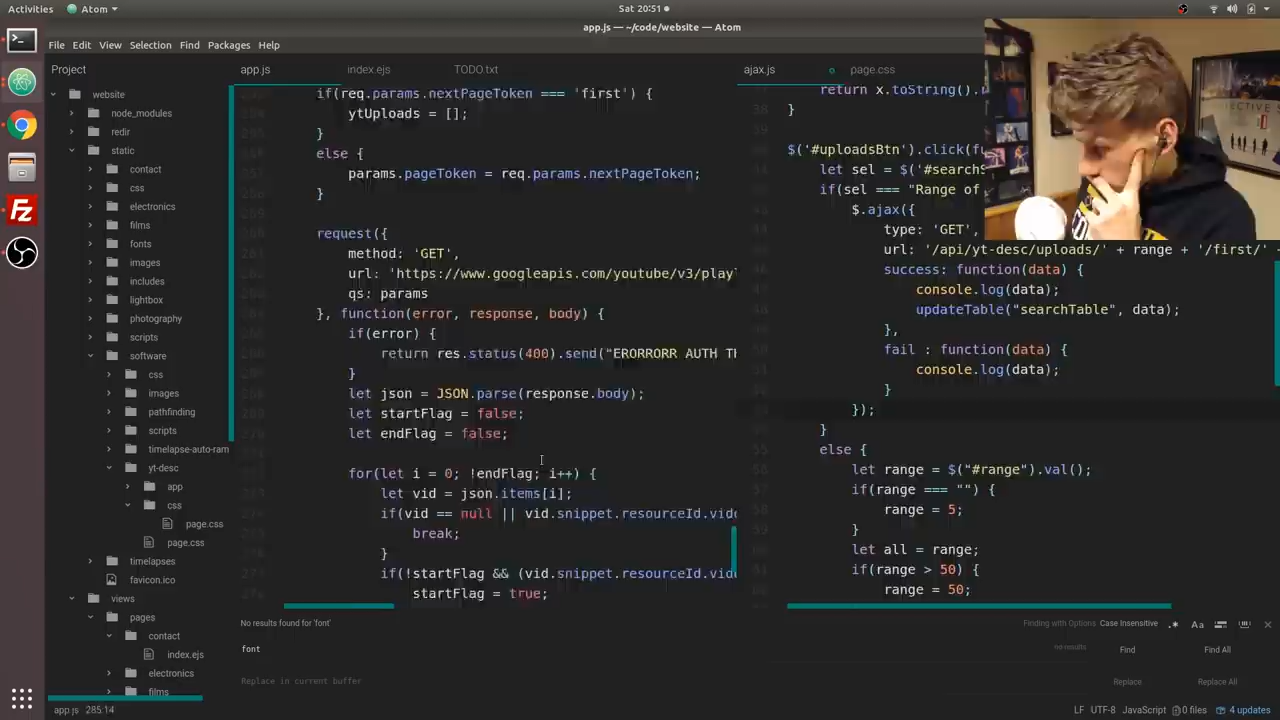 Activities
Atom
Sat 20:51
app.js — ~/code/website — Atom
File Edit View Selection Find Packages Help
Project
website
node_modules
redir
static
contact
css
electronics
films
fonts
images
includes
lightbox
photography
scripts
software
css
images
pathfinding
scripts
timelapse-auto-ram
yt-desc
app
css
page.css
page.css
timelapses
favicon.ico
views
pages
contact
index.ejs
electronics
films
app.js index.ejs TODO.txt
if(req.params.nextPageToken === 'first') {
ytUploads = [];
}
else {
params.pageToken = req.params.nextPageToken;
}
request({
method: 'GET',
url: 'https://www.googleapis.com/youtube/v3/play
qs: params
}, function(error, response, body) {
if(error) {
return res.status(400).send("ERORRORR AUTH TH
}
let json = JSON.parse(response.body);
let startFlag = false;
let endFlag = false;
for(let i = 0; !endFlag; i++) {
let vid = json.items[i];
if(vid == null || vid.snippet.resourceId.vid
break;
}
if(!startFlag && (vid.snippet.resourceId.vid
startFlag = true;
ajax.js page.css
return x.toString().
}
$('#uploadsBtn').click(fu
let sel = $('#searchS
if(sel === "Range of
$.ajax({
type: 'GET',
url: '/api/yt-desc/uploads/' + range + '/first/' +
success: function(data) {
console.log(data);
updateTable("searchTable", data);
},
fail : function(data) {
console.log(data);
}
});
}
else {
let range = $("#range").val();
if(range === "") {
range = 5;
}
let all = range;
if(range > 50) {
range = 50;
No results found for 'font'
Finding with Options: Case Insensitive
.* Aa
font
no results
Find
Find All
Replace in current buffer
Replace
Replace All
app.js 285:14
LF UTF-8 JavaScript 0 files 4 updates